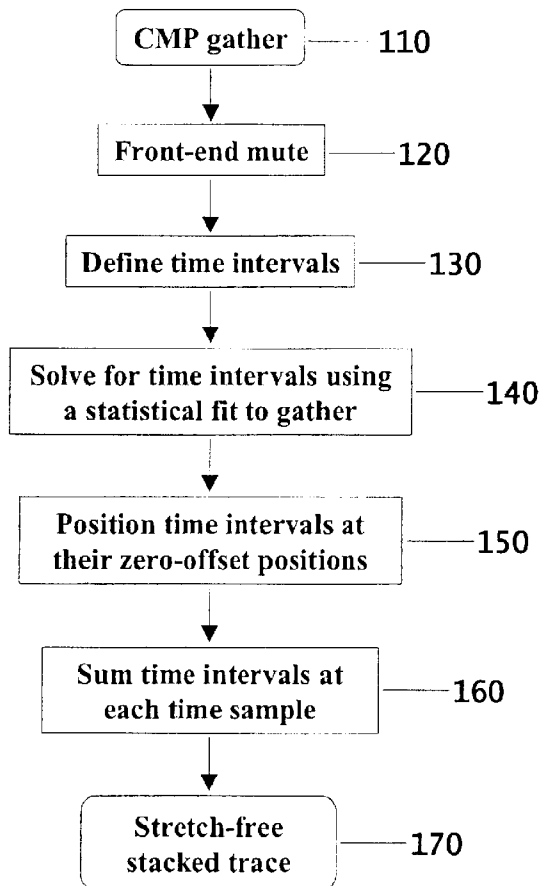 CMP gather
110
Front-end mute
120
Define time intervals
130
Solve for time intervals using
a statistical fit to gather
140
Position time intervals at
their zero-offset positions
150
Sum time intervals at
each time sample
160
Stretch-free
stacked trace
170